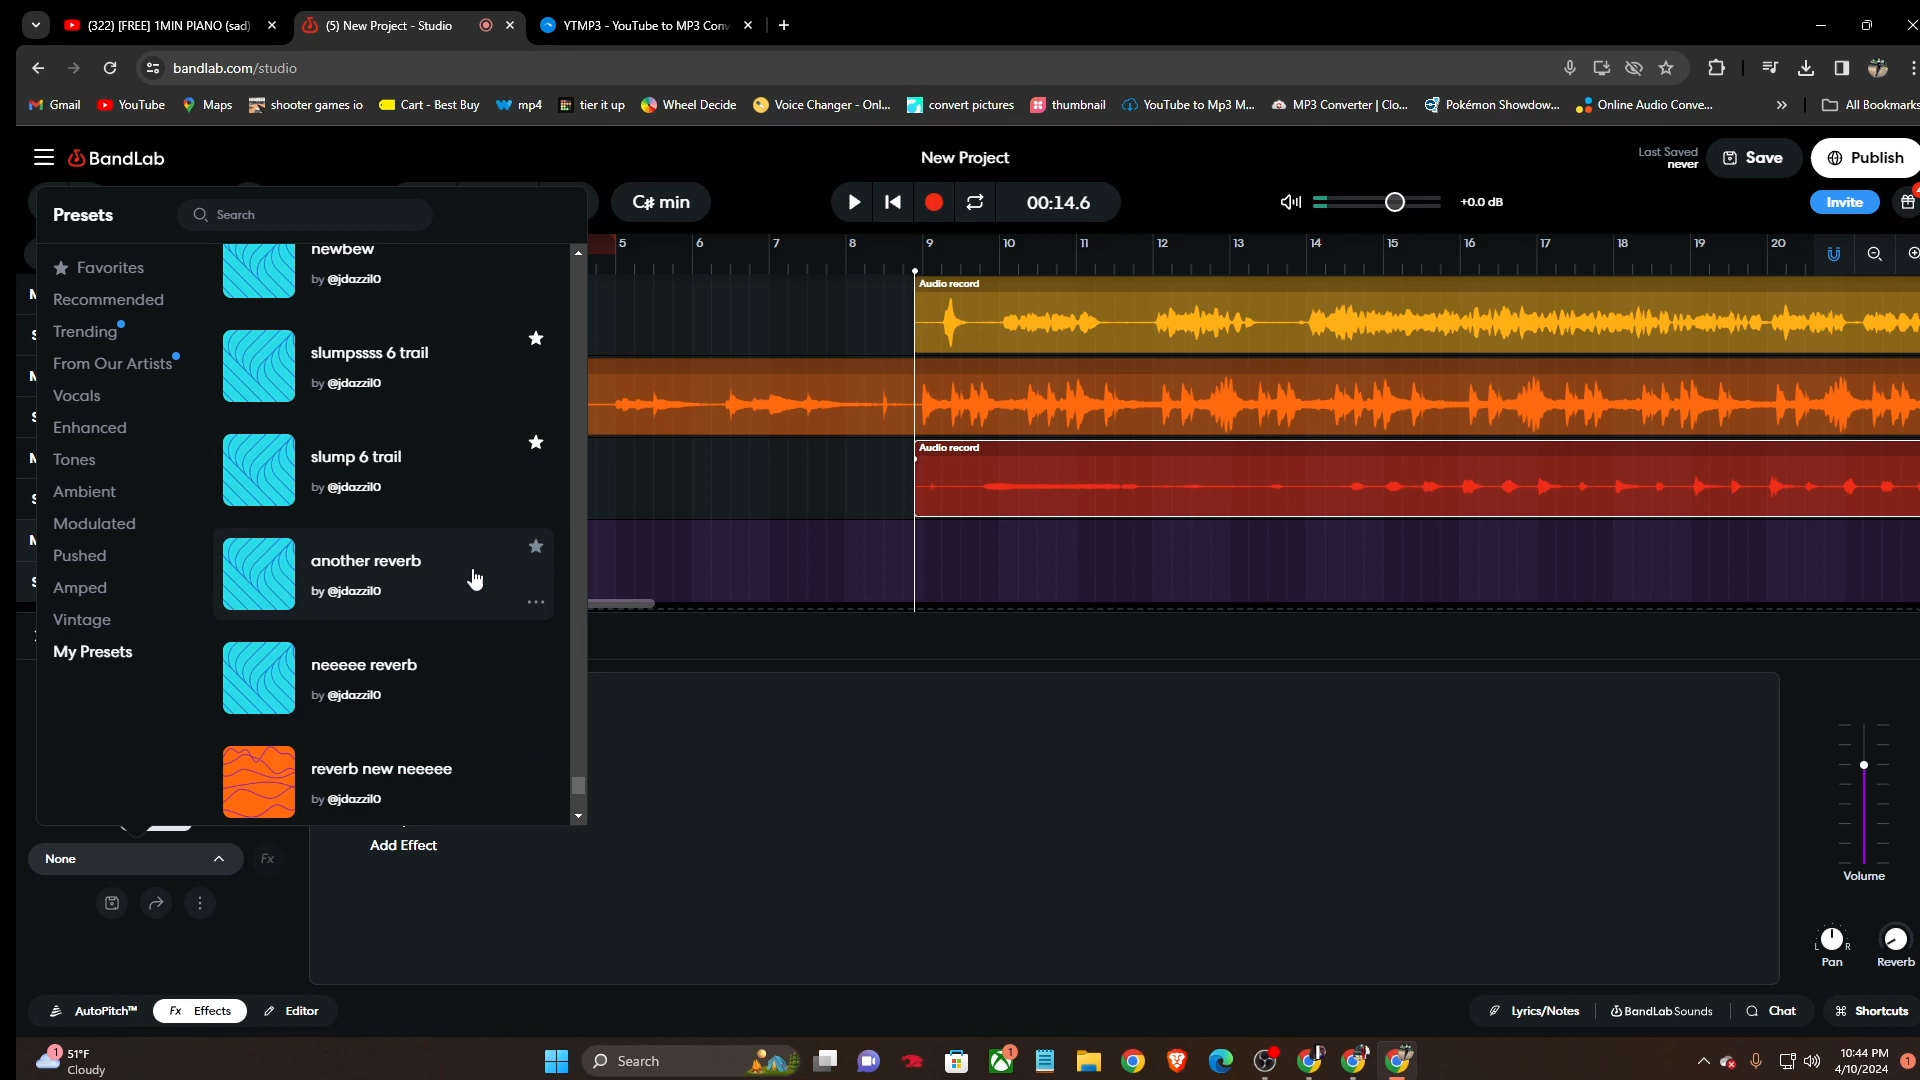 (322) [FREE] 1MIN PIANO (sad)
(5) New Project - Studio
YTMP3 - YouTube to MP3 Conv
bandlab.com/studio
Gmail
YouTube
Maps
shooter games io
Cart - Best Buy
mp4
tier it up
Wheel Decide
Voice Changer - Onl...
convert pictures
thumbnail
YouTube to Mp3 M...
MP3 Converter | Clo...
Pokémon Showdow...
Online Audio Conve...
All Bookmarks
BandLab
New Project
Last Saved
never
Save
Publish
C# min
00:14.6
+0.0 dB
Invite
Presets
Search
5 6 7 8 9 10 11 12 13 14 15 16 17 18 19 20
Favorites
Recommended
Trending
From Our Artists
Vocals
Enhanced
Tones
Ambient
Modulated
Pushed
Amped
Vintage
My Presets
newbew
by @jdazzil0
slumpssss 6 trail
by @jdazzil0
slump 6 trail
by @jdazzil0
another reverb
by @jdazzil0
neeeee reverb
by @jdazzil0
reverb new neeeee
by @jdazzil0
Audio record
Audio record
None
Fx
Add Effect
Volume
L R
Pan
Reverb
AutoPitch™
Fx Effects
Editor
Lyrics/Notes
BandLab Sounds
Chat
Shortcuts
1
51°F
Cloudy
Search
1
10:44 PM
4/10/2024
1